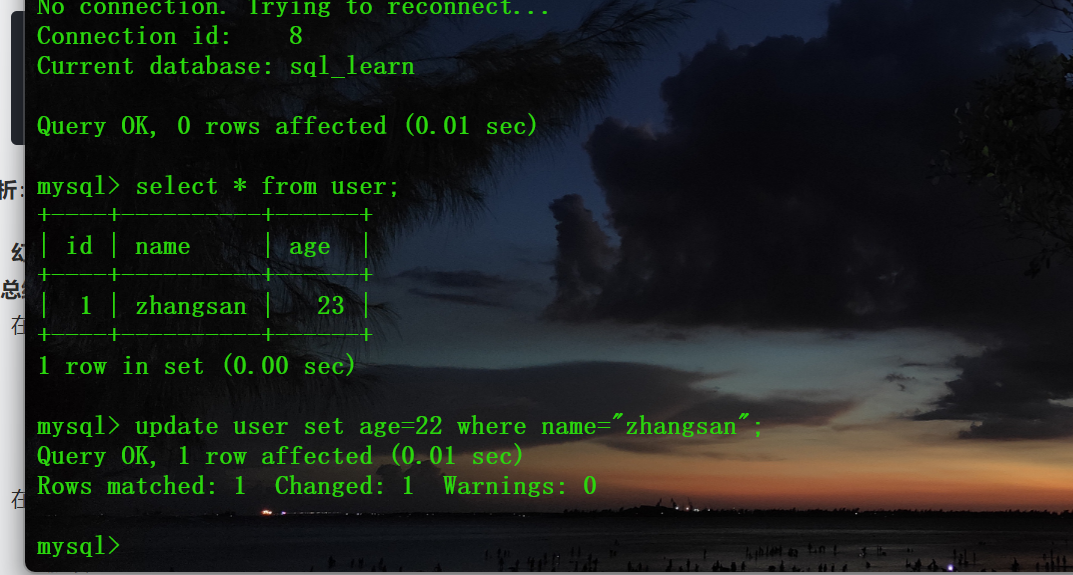 No connection. Trying to reconnect...
Connection id:    8
Current database: sql_learn
Query OK, 0 rows affected (0.01 sec)
析:
mysql> select * from user;
+----+----------+------+
| id | name     | age  |
+----+----------+------+
|  1 | zhangsan |   23 |
+----+----------+------+
1 row in set (0.00 sec)
mysql> update user set age=22 where name="zhangsan";
Query OK, 1 row affected (0.01 sec)
Rows matched: 1  Changed: 1  Warnings: 0
mysql>